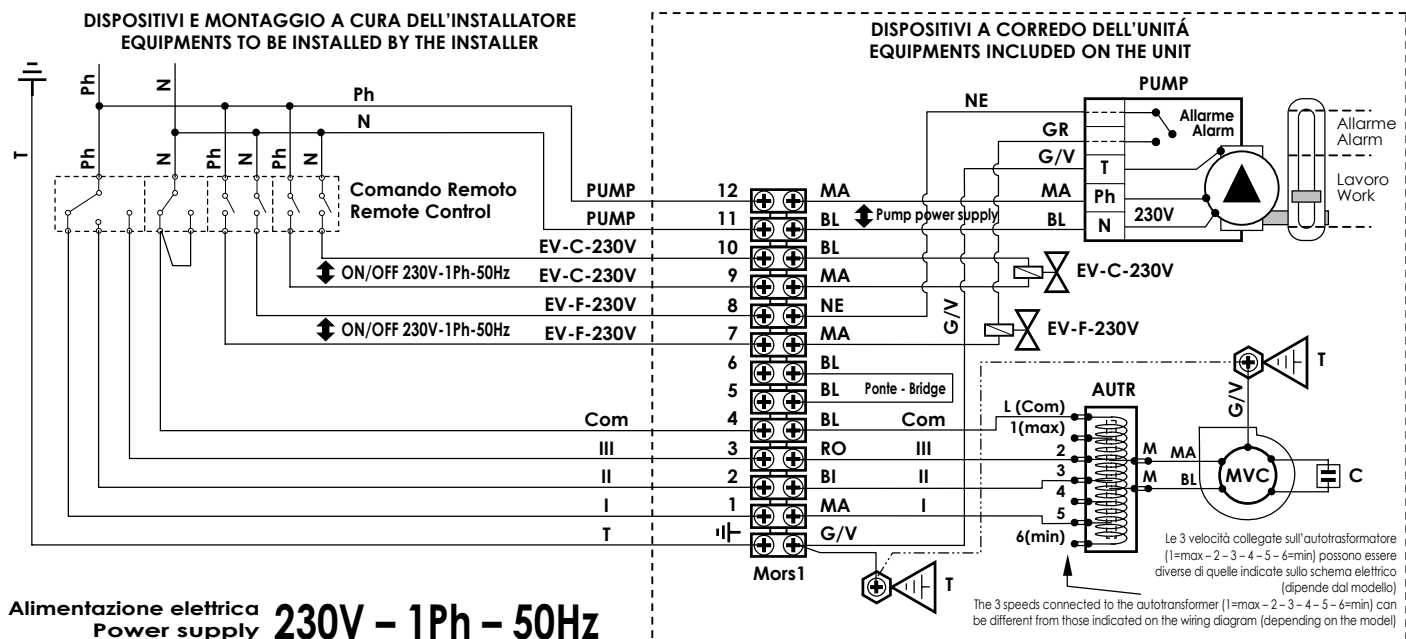 DISPOSITIVI E MONTAGGIO A CURA DELL'INSTALLATORE
EQUIPMENTS TO BE INSTALLED BY THE INSTALLER
DISPOSITIVI A CORREDO DELL'UNITÁ
EQUIPMENTS INCLUDED ON THE UNIT
T
Ph
N
Ph
N
Ph
N
Ph
N
Ph
N
Comando Remoto
Remote Control
ON/OFF 230V-1Ph-50Hz
ON/OFF 230V-1Ph-50Hz
PUMP 12 MA
PUMP 11 BL
EV-C-230V 10 BL
EV-C-230V 9 MA
EV-F-230V 8 NE
EV-F-230V 7 MA
6 BL
5 BL
Com 4 BL Com
III 3 RO III
II 2 BI II
I 1 MA I
T G/V
Mors1
Pump power supply
Ponte - Bridge
NE
GR
G/V
MA
BL
G/V
PUMP
Allarme
Alarm
T
Ph
N
230V
Allarme
Alarm
Lavoro
Work
EV-C-230V
EV-F-230V
T
AUTR
L (Com)
1(max)
2
3
4
5
6(min)
M MA
M BL
G/V
MVC
C
T
Le 3 velocità collegate sull'autotrasformatore
(1=max – 2 – 3 – 4 – 5 – 6=min) possono essere
diverse di quelle indicate sullo schema elettrico
(dipende dal modello)
The 3 speeds connected to the autotransformer (1=max – 2 – 3 – 4 – 5 – 6=min) can
be different from those indicated on the wiring diagram (depending on the model)
Alimentazione elettrica
Power supply
230V – 1Ph – 50Hz